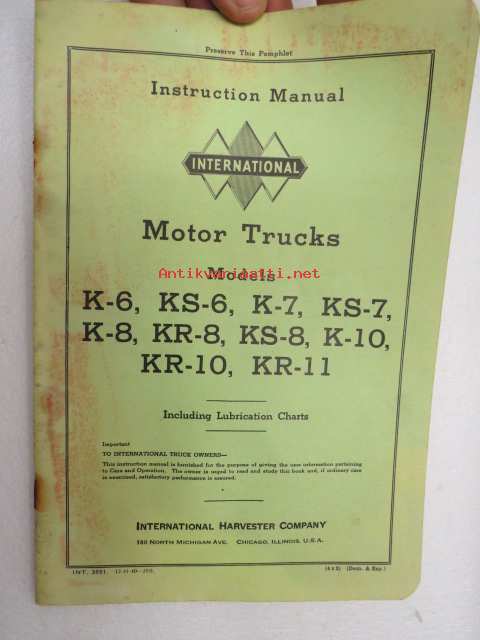 Preserve This Pamphlet
Instruction Manual
INTERNATIONAL
Motor Trucks
Antikvariaatti.net
Models
K-6, KS-6, K-7, KS-7,
K-8, KR-8, KS-8, K-10,
KR-10, KR-11
Including Lubrication Charts
Important
TO INTERNATIONAL TRUCK OWNERS—
This instruction manual is furnished for the purpose of giving the user information pertaining
to Care and Operation. The owner is urged to read and study this book and, if ordinary care
is exercised, satisfactory performance is assured.
INTERNATIONAL HARVESTER COMPANY
180 NORTH MICHIGAN AVE. CHICAGO, ILLINOIS, U.S.A.
(Dom. & Exp.)